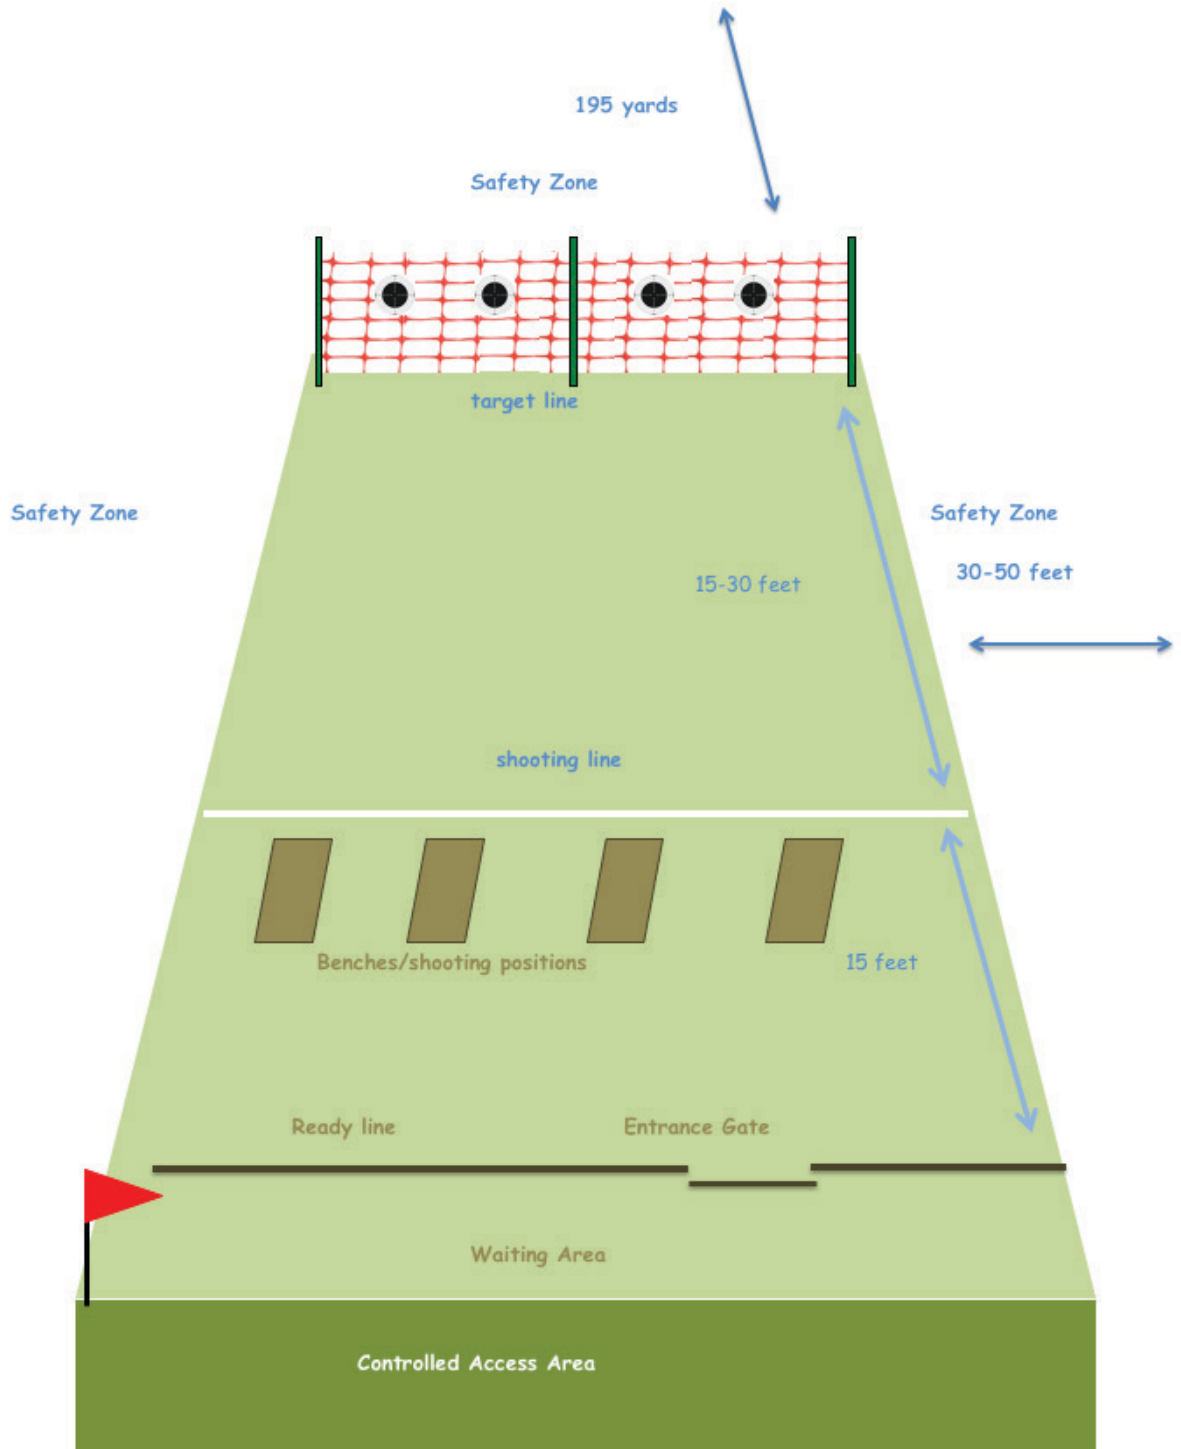 195 yards
Safety Zone
target line
Safety Zone
Safety Zone
30-50 feet
15-30 feet
shooting line
Benches/shooting positions
15 feet
Ready line
Entrance Gate
Waiting Area
Controlled Access Area